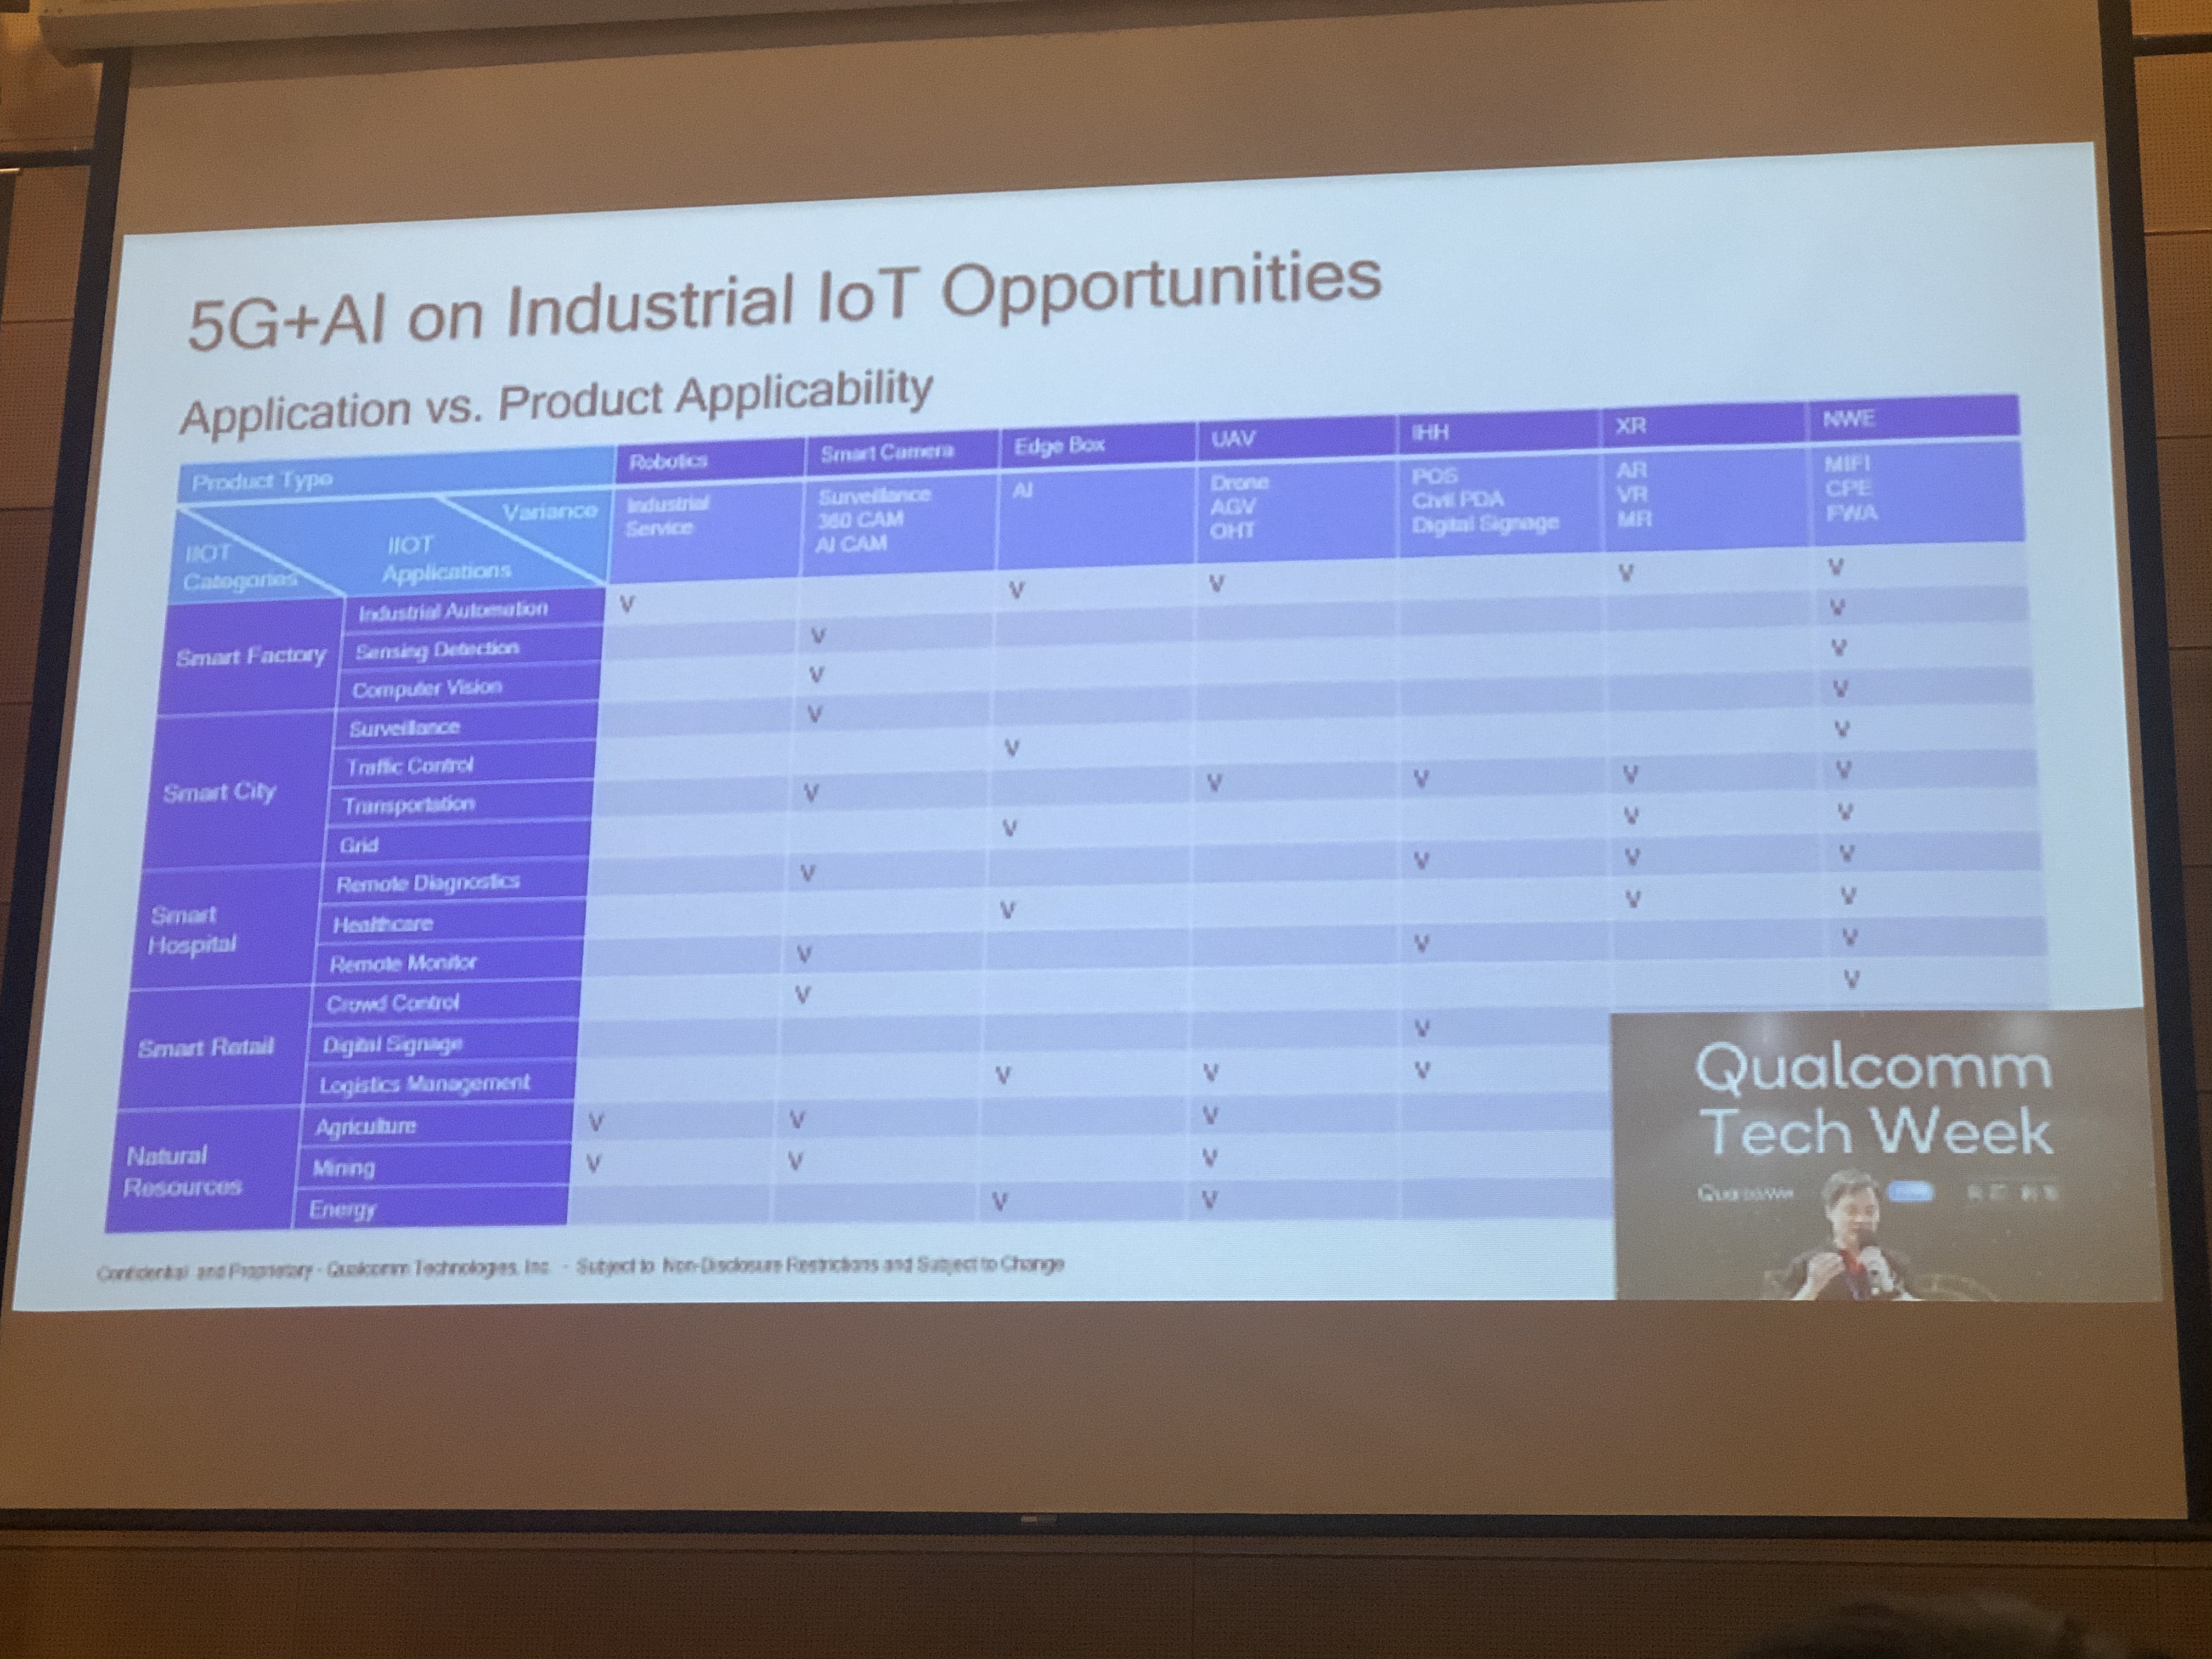 5G+AI on Industrial IoT Opportunities
Application vs. Product Applicability
Product Type Robotics Smart Camera Edge Box UAV IHH XR NWE
Variance
IIOT Categories
IIOT Applications
Industrial
Service
Surveillance
360 CAM
AI CAM
AI
Drone
AGV
OHT
POS
Civil PDA
Digital Signage
AR
VR
MR
MIFI
CPE
FWA
Smart Factory
Industrial Automation V V V V V
Sensing Detection V V
Computer Vision V V
Smart City
Surveillance V V
Traffic Control V V
Transportation V V V V V
Grid V V V
Smart Hospital
Remote Diagnostics V V V V
Healthcare V V V
Remote Monitor V V V
Smart Retail
Crowd Control V V
Digital Signage V
Logistics Management V V V
Natural Resources
Agriculture V V V
Mining V V V
Energy V V
Confidential and Proprietary - Qualcomm Technologies, Inc. - Subject to Non-Disclosure Restrictions and Subject to Change
Qualcomm
Tech Week
Qualcomm